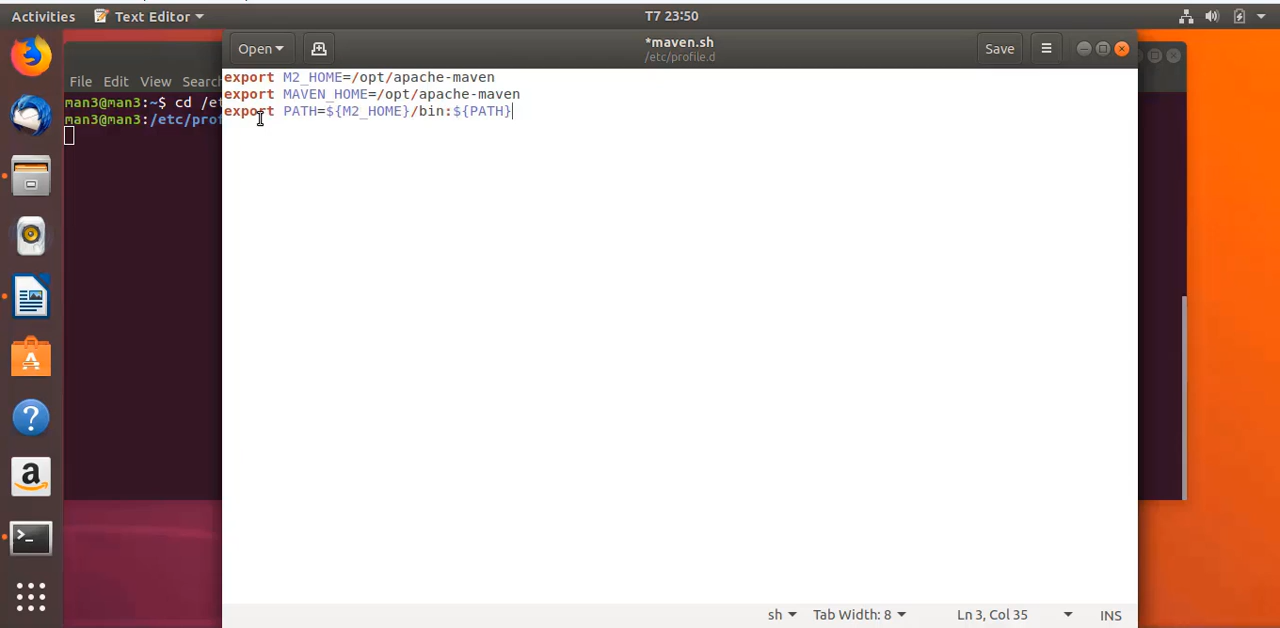 Activities Text Editor T7 23:50
Open *maven.sh Save
/etc/profile.d
File Edit View Search
man3@man3:~$ cd /et
man3@man3:/etc/prof
export M2_HOME=/opt/apache-maven
export MAVEN_HOME=/opt/apache-maven
export PATH=${M2_HOME}/bin:${PATH}
sh Tab Width: 8 Ln 3, Col 35 INS